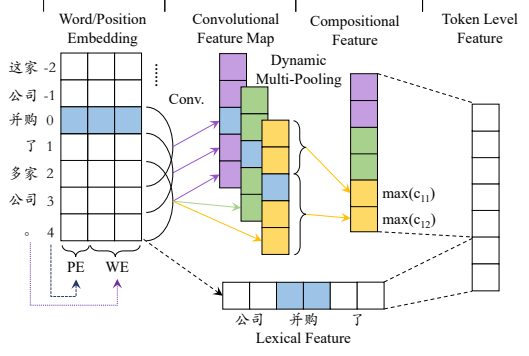 Word/Position
Embedding
Convolutional
Feature Map
Compositional
Feature
Token Level
Feature
Dynamic
Multi-Pooling
Conv.
这家 -2
公司 -1
并购 0
了 1
多家 2
公司 3
。 4
max(c11)
max(c12)
PE WE
公司 并购 了
Lexical Feature